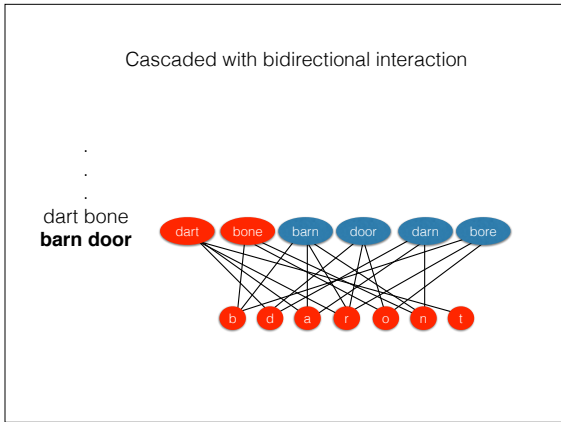 Cascaded with bidirectional interaction
.
.
.
dart bone
barn door
dart bone barn door darn bore
b d a r o n t